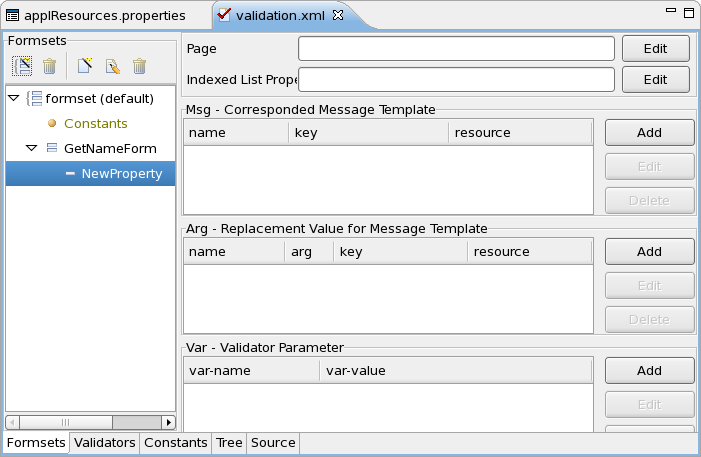 applResources.properties
validation.xml
Formsets
formset (default)
Constants
GetNameForm
NewProperty
Page
Edit
Indexed List Prope
Edit
Msg - Corresponded Message Template
name key resource
Add
Edit
Delete
Arg - Replacement Value for Message Template
name arg key resource
Add
Edit
Delete
Var - Validator Parameter
var-name var-value
Add
Edit
Formsets Validators Constants Tree Source